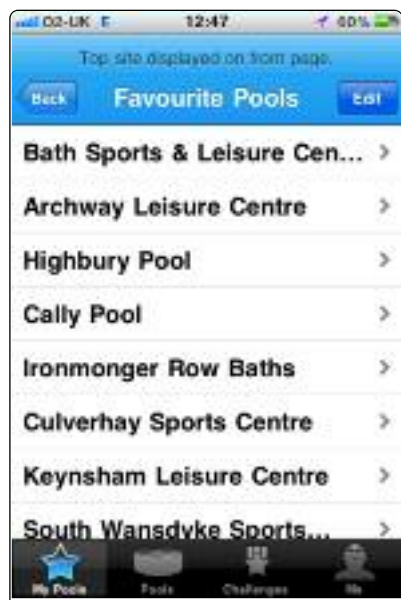 O2-UK E 12:47 60%
Top site displayed on front page.
Back Favourite Pools Edit
Bath Sports & Leisure Cen... >
Archway Leisure Centre >
Highbury Pool >
Cally Pool >
Ironmonger Row Baths >
Culverhay Sports Centre >
Keynsham Leisure Centre >
South Wansdyke Sports... >
My Pools Pools Challenges Me